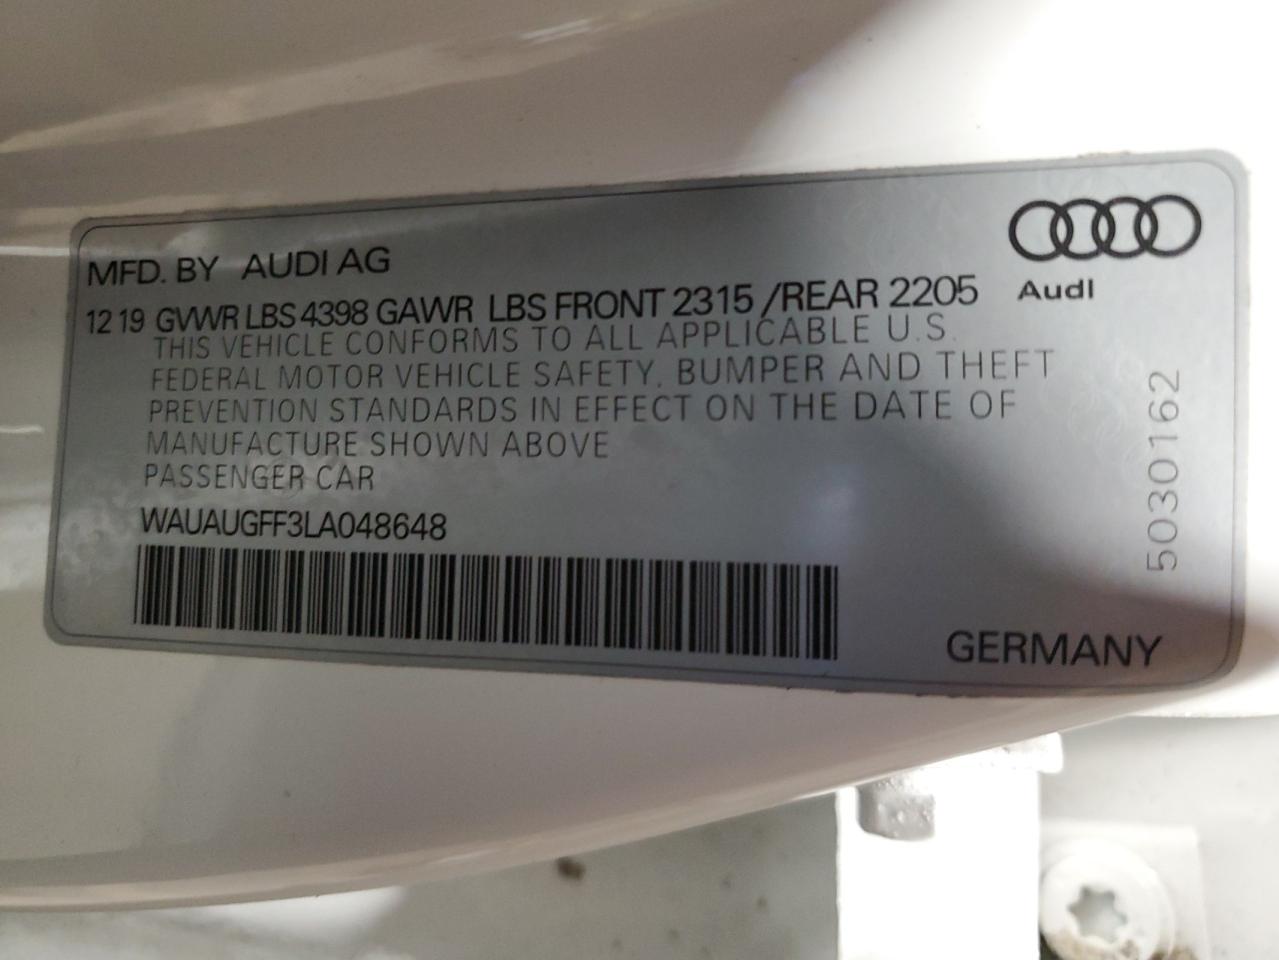 MFD. BY AUDI AG
Audi
12 19 GVWR LBS 4398 GAWR LBS FRONT 2315 /REAR 2205
THIS VEHICLE CONFORMS TO ALL APPLICABLE U.S.
FEDERAL MOTOR VEHICLE SAFETY, BUMPER AND THEFT
PREVENTION STANDARDS IN EFFECT ON THE DATE OF
MANUFACTURE SHOWN ABOVE
PASSENGER CAR
WAUAUGFF3LA048648
5030162
GERMANY